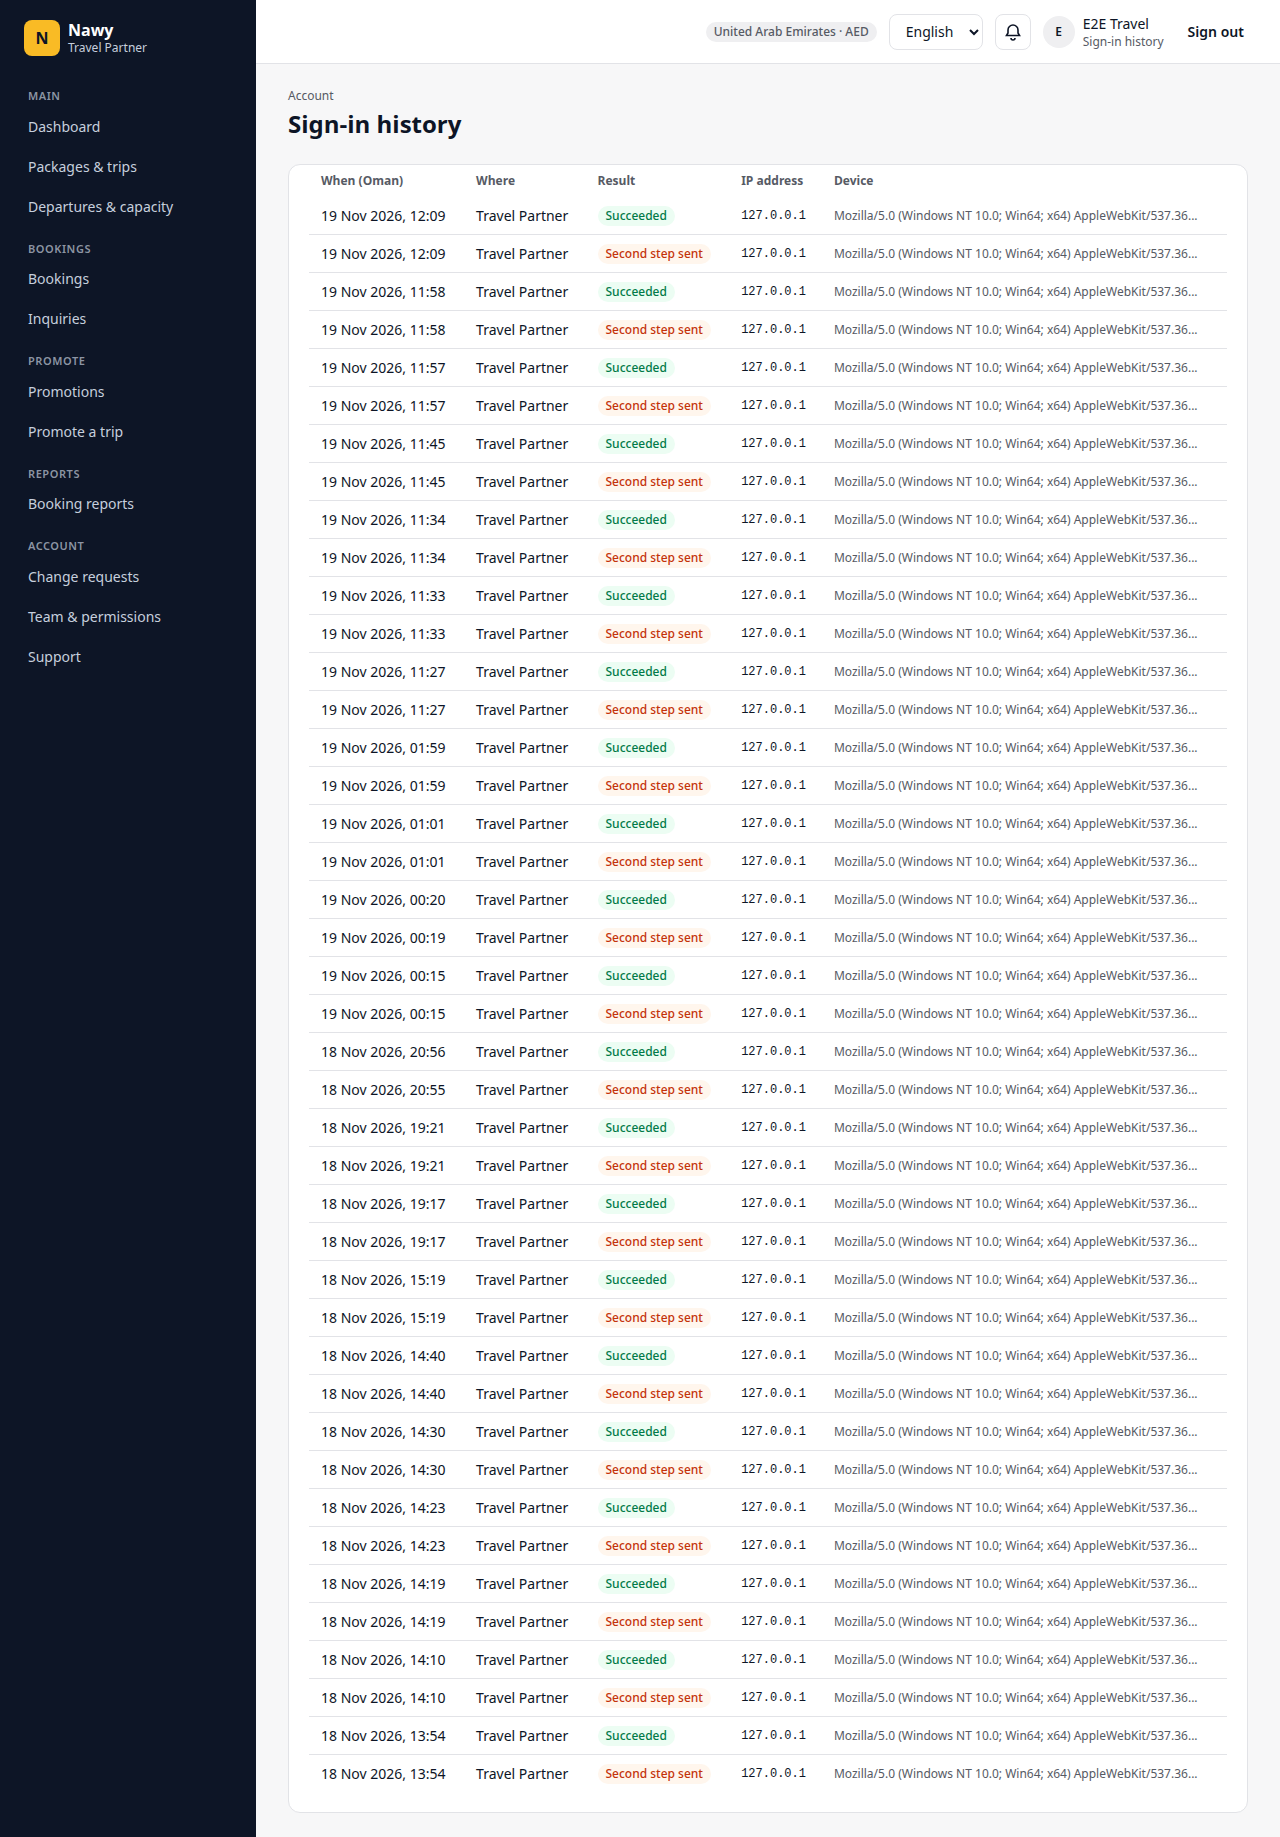 N
Nawy
Travel Partner
United Arab Emirates · AED
English
E
E2E Travel
Sign-in history
Sign out
MAIN
Dashboard
Packages & trips
Departures & capacity
BOOKINGS
Bookings
Inquiries
PROMOTE
Promotions
Promote a trip
REPORTS
Booking reports
ACCOUNT
Change requests
Team & permissions
Support
Account
Sign-in history
When (Oman) Where Result IP address Device
19 Nov 2026, 12:09 Travel Partner Succeeded 127.0.0.1 Mozilla/5.0 (Windows NT 10.0; Win64; x64) AppleWebKit/537.36...
19 Nov 2026, 12:09 Travel Partner Second step sent 127.0.0.1 Mozilla/5.0 (Windows NT 10.0; Win64; x64) AppleWebKit/537.36...
19 Nov 2026, 11:58 Travel Partner Succeeded 127.0.0.1 Mozilla/5.0 (Windows NT 10.0; Win64; x64) AppleWebKit/537.36...
19 Nov 2026, 11:58 Travel Partner Second step sent 127.0.0.1 Mozilla/5.0 (Windows NT 10.0; Win64; x64) AppleWebKit/537.36...
19 Nov 2026, 11:57 Travel Partner Succeeded 127.0.0.1 Mozilla/5.0 (Windows NT 10.0; Win64; x64) AppleWebKit/537.36...
19 Nov 2026, 11:57 Travel Partner Second step sent 127.0.0.1 Mozilla/5.0 (Windows NT 10.0; Win64; x64) AppleWebKit/537.36...
19 Nov 2026, 11:45 Travel Partner Succeeded 127.0.0.1 Mozilla/5.0 (Windows NT 10.0; Win64; x64) AppleWebKit/537.36...
19 Nov 2026, 11:45 Travel Partner Second step sent 127.0.0.1 Mozilla/5.0 (Windows NT 10.0; Win64; x64) AppleWebKit/537.36...
19 Nov 2026, 11:34 Travel Partner Succeeded 127.0.0.1 Mozilla/5.0 (Windows NT 10.0; Win64; x64) AppleWebKit/537.36...
19 Nov 2026, 11:34 Travel Partner Second step sent 127.0.0.1 Mozilla/5.0 (Windows NT 10.0; Win64; x64) AppleWebKit/537.36...
19 Nov 2026, 11:33 Travel Partner Succeeded 127.0.0.1 Mozilla/5.0 (Windows NT 10.0; Win64; x64) AppleWebKit/537.36...
19 Nov 2026, 11:33 Travel Partner Second step sent 127.0.0.1 Mozilla/5.0 (Windows NT 10.0; Win64; x64) AppleWebKit/537.36...
19 Nov 2026, 11:27 Travel Partner Succeeded 127.0.0.1 Mozilla/5.0 (Windows NT 10.0; Win64; x64) AppleWebKit/537.36...
19 Nov 2026, 11:27 Travel Partner Second step sent 127.0.0.1 Mozilla/5.0 (Windows NT 10.0; Win64; x64) AppleWebKit/537.36...
19 Nov 2026, 01:59 Travel Partner Succeeded 127.0.0.1 Mozilla/5.0 (Windows NT 10.0; Win64; x64) AppleWebKit/537.36...
19 Nov 2026, 01:59 Travel Partner Second step sent 127.0.0.1 Mozilla/5.0 (Windows NT 10.0; Win64; x64) AppleWebKit/537.36...
19 Nov 2026, 01:01 Travel Partner Succeeded 127.0.0.1 Mozilla/5.0 (Windows NT 10.0; Win64; x64) AppleWebKit/537.36...
19 Nov 2026, 01:01 Travel Partner Second step sent 127.0.0.1 Mozilla/5.0 (Windows NT 10.0; Win64; x64) AppleWebKit/537.36...
19 Nov 2026, 00:20 Travel Partner Succeeded 127.0.0.1 Mozilla/5.0 (Windows NT 10.0; Win64; x64) AppleWebKit/537.36...
19 Nov 2026, 00:19 Travel Partner Second step sent 127.0.0.1 Mozilla/5.0 (Windows NT 10.0; Win64; x64) AppleWebKit/537.36...
19 Nov 2026, 00:15 Travel Partner Succeeded 127.0.0.1 Mozilla/5.0 (Windows NT 10.0; Win64; x64) AppleWebKit/537.36...
19 Nov 2026, 00:15 Travel Partner Second step sent 127.0.0.1 Mozilla/5.0 (Windows NT 10.0; Win64; x64) AppleWebKit/537.36...
18 Nov 2026, 20:56 Travel Partner Succeeded 127.0.0.1 Mozilla/5.0 (Windows NT 10.0; Win64; x64) AppleWebKit/537.36...
18 Nov 2026, 20:55 Travel Partner Second step sent 127.0.0.1 Mozilla/5.0 (Windows NT 10.0; Win64; x64) AppleWebKit/537.36...
18 Nov 2026, 19:21 Travel Partner Succeeded 127.0.0.1 Mozilla/5.0 (Windows NT 10.0; Win64; x64) AppleWebKit/537.36...
18 Nov 2026, 19:21 Travel Partner Second step sent 127.0.0.1 Mozilla/5.0 (Windows NT 10.0; Win64; x64) AppleWebKit/537.36...
18 Nov 2026, 19:17 Travel Partner Succeeded 127.0.0.1 Mozilla/5.0 (Windows NT 10.0; Win64; x64) AppleWebKit/537.36...
18 Nov 2026, 19:17 Travel Partner Second step sent 127.0.0.1 Mozilla/5.0 (Windows NT 10.0; Win64; x64) AppleWebKit/537.36...
18 Nov 2026, 15:19 Travel Partner Succeeded 127.0.0.1 Mozilla/5.0 (Windows NT 10.0; Win64; x64) AppleWebKit/537.36...
18 Nov 2026, 15:19 Travel Partner Second step sent 127.0.0.1 Mozilla/5.0 (Windows NT 10.0; Win64; x64) AppleWebKit/537.36...
18 Nov 2026, 14:40 Travel Partner Succeeded 127.0.0.1 Mozilla/5.0 (Windows NT 10.0; Win64; x64) AppleWebKit/537.36...
18 Nov 2026, 14:40 Travel Partner Second step sent 127.0.0.1 Mozilla/5.0 (Windows NT 10.0; Win64; x64) AppleWebKit/537.36...
18 Nov 2026, 14:30 Travel Partner Succeeded 127.0.0.1 Mozilla/5.0 (Windows NT 10.0; Win64; x64) AppleWebKit/537.36...
18 Nov 2026, 14:30 Travel Partner Second step sent 127.0.0.1 Mozilla/5.0 (Windows NT 10.0; Win64; x64) AppleWebKit/537.36...
18 Nov 2026, 14:23 Travel Partner Succeeded 127.0.0.1 Mozilla/5.0 (Windows NT 10.0; Win64; x64) AppleWebKit/537.36...
18 Nov 2026, 14:23 Travel Partner Second step sent 127.0.0.1 Mozilla/5.0 (Windows NT 10.0; Win64; x64) AppleWebKit/537.36...
18 Nov 2026, 14:19 Travel Partner Succeeded 127.0.0.1 Mozilla/5.0 (Windows NT 10.0; Win64; x64) AppleWebKit/537.36...
18 Nov 2026, 14:19 Travel Partner Second step sent 127.0.0.1 Mozilla/5.0 (Windows NT 10.0; Win64; x64) AppleWebKit/537.36...
18 Nov 2026, 14:10 Travel Partner Succeeded 127.0.0.1 Mozilla/5.0 (Windows NT 10.0; Win64; x64) AppleWebKit/537.36...
18 Nov 2026, 14:10 Travel Partner Second step sent 127.0.0.1 Mozilla/5.0 (Windows NT 10.0; Win64; x64) AppleWebKit/537.36...
18 Nov 2026, 13:54 Travel Partner Succeeded 127.0.0.1 Mozilla/5.0 (Windows NT 10.0; Win64; x64) AppleWebKit/537.36...
18 Nov 2026, 13:54 Travel Partner Second step sent 127.0.0.1 Mozilla/5.0 (Windows NT 10.0; Win64; x64) AppleWebKit/537.36...